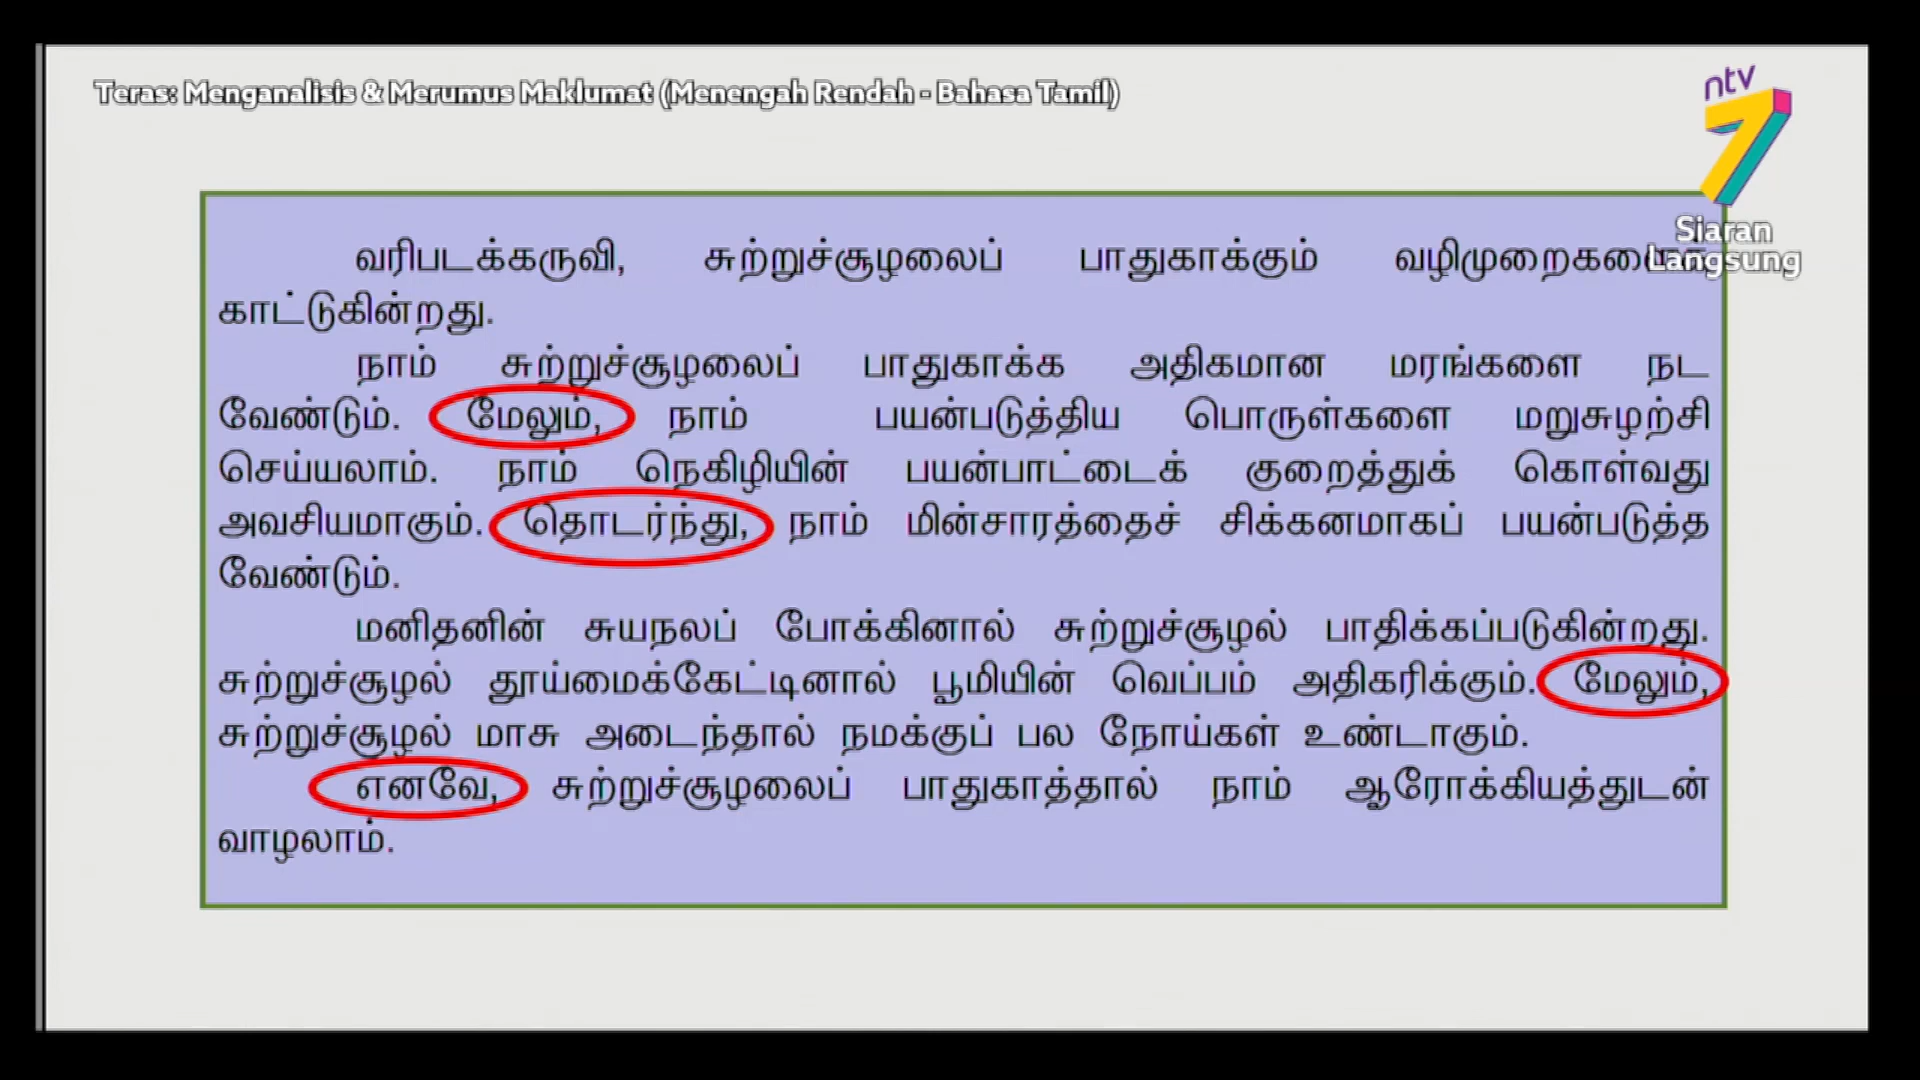 Teras: Menganalisis & Merumus Maklumat (Menengah Rendah - Bahasa Tamil)
ntv
7
Siaran
Langsung
வரிபடக்கருவி, சுற்றுச்சூழலைப் பாதுகாக்கும்
காட்டுகின்றது.
நாம் சுற்றுச்சூழலைப் பாதுகாக்க அதிகமான மரங்களை நட
வேண்டும். மேலும், நாம் பயன்படுத்திய பொருள்களை மறுசுழற்சி
செய்யலாம். நாம் நெகிழியின் பயன்பாட்டைக் குறைத்துக் கொள்வது
அவசியமாகும். தொடர்ந்து, நாம் மின்சாரத்தைச் சிக்கனமாகப் பயன்படுத்த
வேண்டும்.
மனிதனின் சுயநலப் போக்கினால் சுற்றுச்சூழல் பாதிக்கப்படுகின்றது.
சுற்றுச்சூழல் தூய்மைக்கேட்டினால் பூமியின் வெப்பம் அதிகரிக்கும். மேலும்,
சுற்றுச்சூழல் மாசு அடைந்தால் நமக்குப் பல நோய்கள் உண்டாகும்.
எனவே, சுற்றுச்சூழலைப் பாதுகாத்தால் நாம் ஆரோக்கியத்துடன்
வாழலாம்.